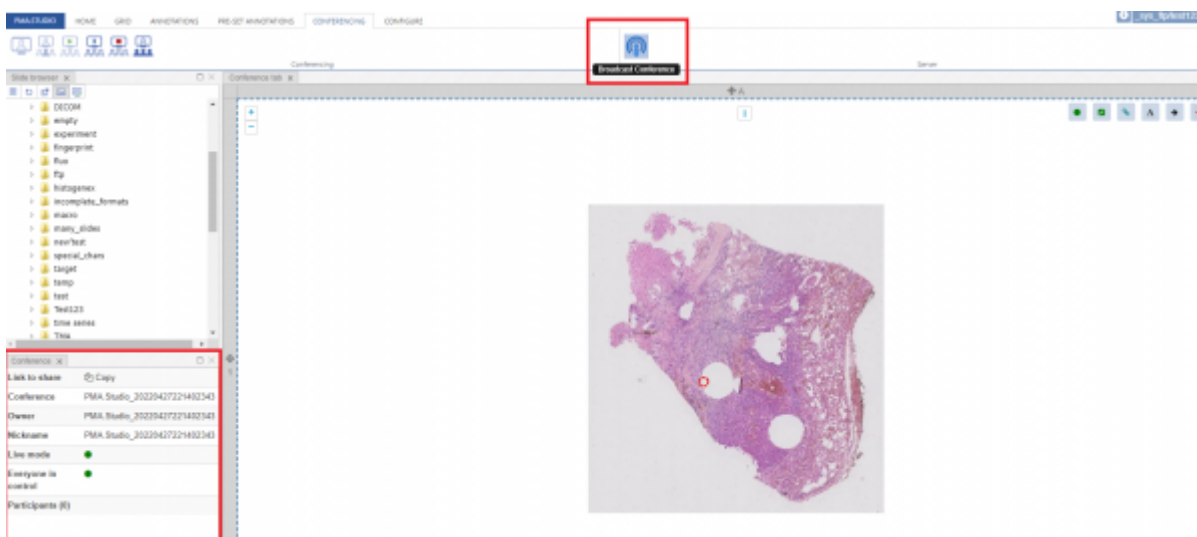 PMA.STUDIO HOME GRID ANNOTATIONS PRE-SET ANNOTATIONS CONFERENCING CONFIGURE
Conferencing
Broadcast Conference
Server
Slide browser x
Conference tab x
A
DICOM
empty
experiment
fingerprint
flux
ftp
histogenex
incomplete_formats
macro
many_slides
new test
special_chars
target
temp
test
Test123
time series
TMA
Conference x
Link to share Copy
Conference PMA.Studio_20220427221402343
Owner PMA.Studio_20220427221402343
Nickname PMA.Studio_20220427221402343
Live mode
Everyone in
control
Participants (0)